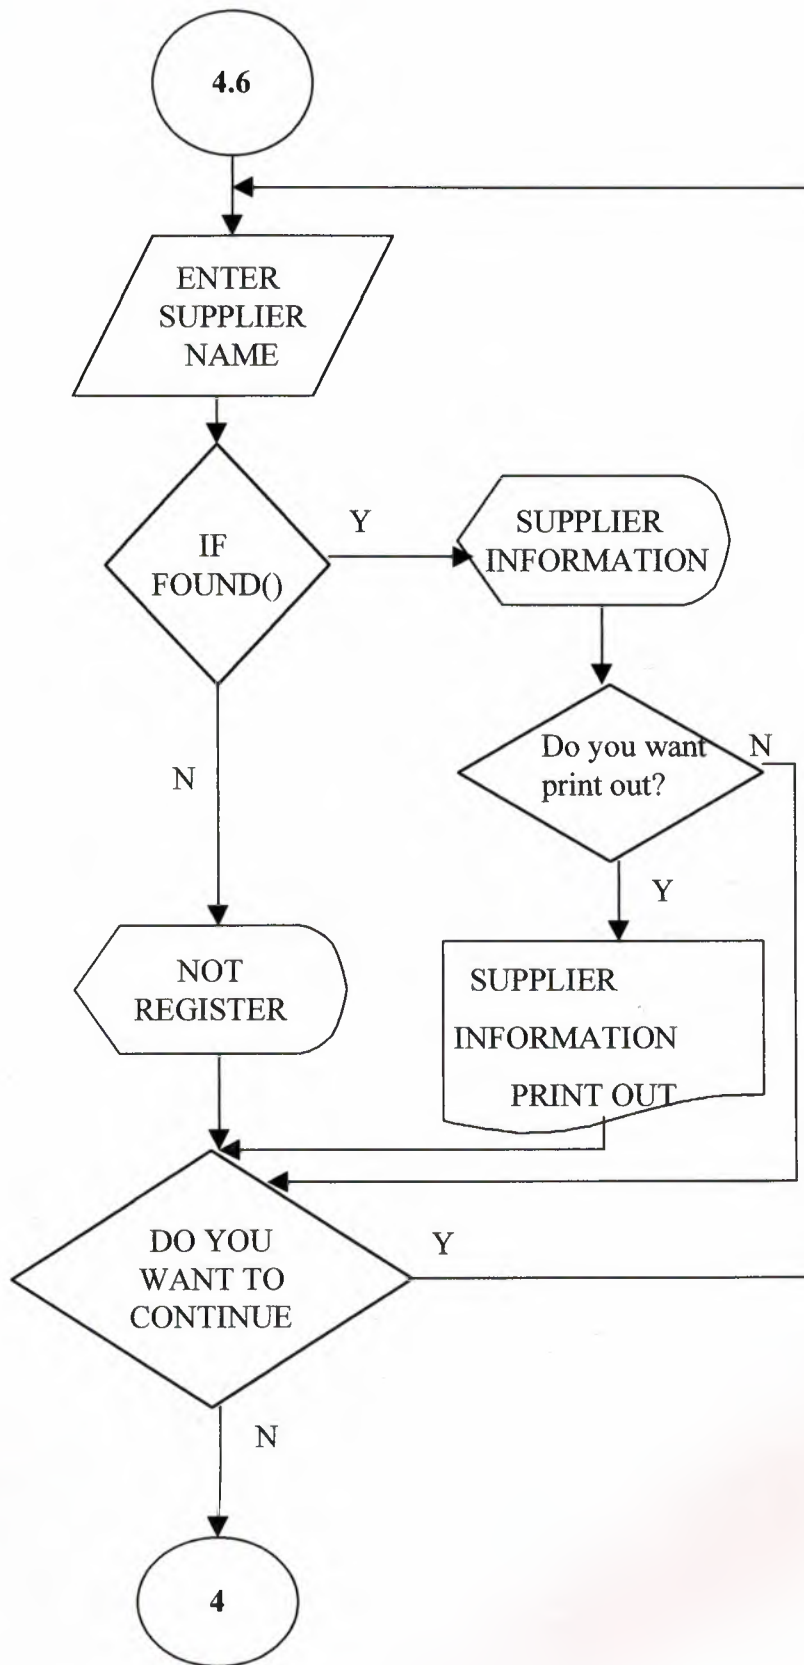 4.6
ENTER
SUPPLIER
NAME
IF
FOUND()
Y
SUPPLIER
INFORMATION
N
Do you want
print out?
N
Y
NOT
REGISTER
SUPPLIER
INFORMATION
PRINT OUT
DO YOU
WANT TO
CONTINUE
Y
N
4